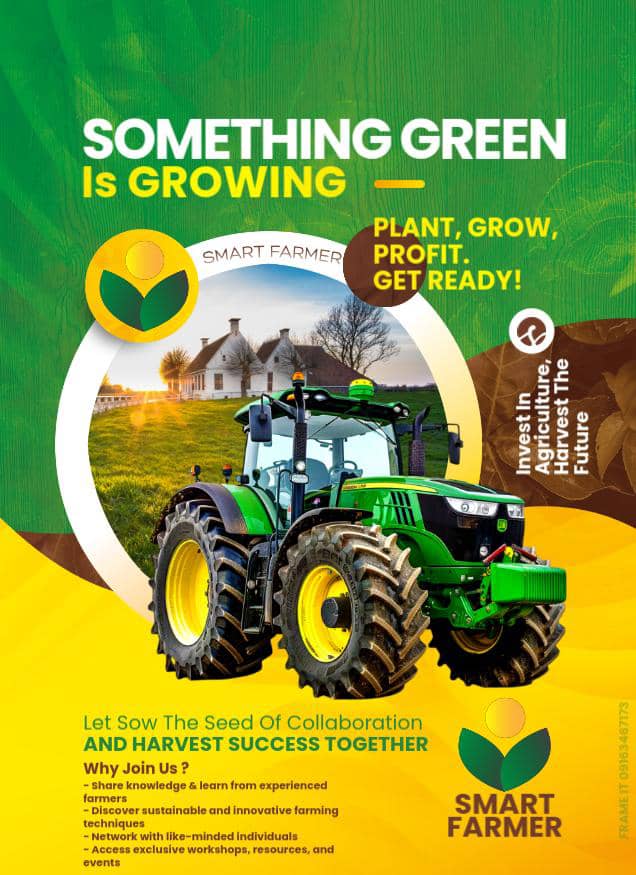 SOMETHING GREEN
Is GROWING
PLANT, GROW,
PROFIT.
GET READY!
SMART FARMER
Invest In
Agriculture,
Harvest The
Future
Let Sow The Seed Of Collaboration
AND HARVEST SUCCESS TOGETHER
Why Join Us ?
- Share knowledge & learn from experienced
farmers
- Discover sustainable and innovative farming
techniques
- Network with like-minded individuals
- Access exclusive workshops, resources, and
events
SMART
FARMER
FRAME IT 09163467173